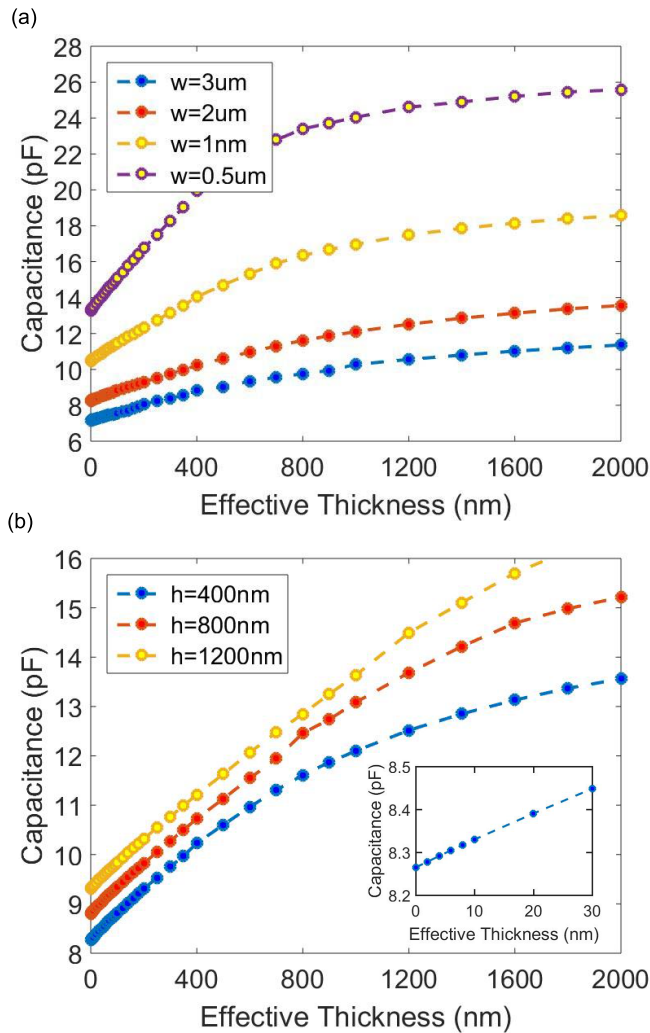 (a)
28
26
24
22
20
18
16
14
12
10
8
6
Capacitance (pF)
w=3um
w=2um
w=1nm
w=0.5um
0 400 800 1200 1600 2000
Effective Thickness (nm)
(b)
16
15
14
13
12
11
10
9
8
Capacitance (pF)
h=400nm
h=800nm
h=1200nm
8.5
8.4
8.3
8.2
Capacitance (pF)
0 10 20 30
Effective Thickness (nm)
0 400 800 1200 1600 2000
Effective Thickness (nm)